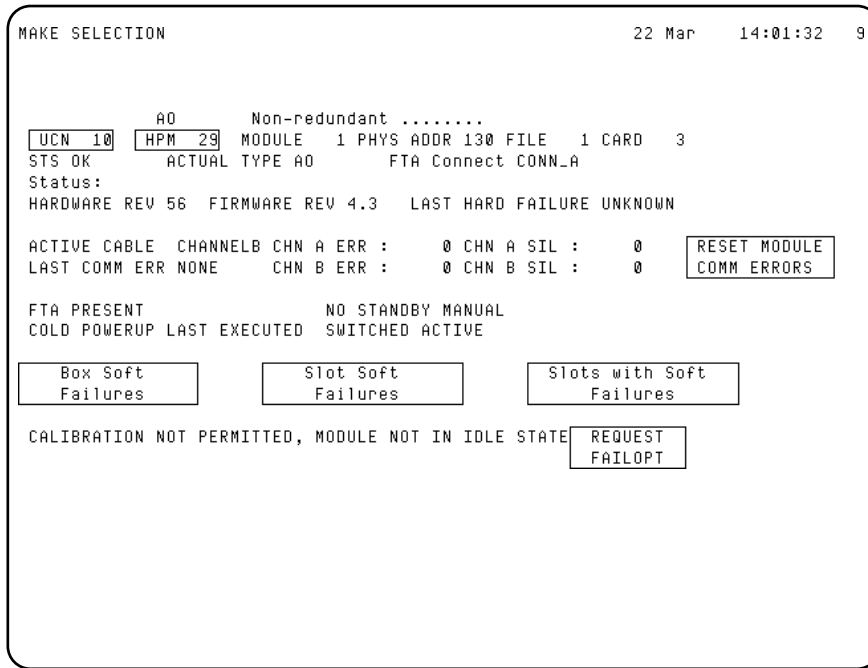 MAKE SELECTION 22 Mar 14:01:32 9
AO Non-redundant ........
UCN 10 HPM 29 MODULE 1 PHYS ADDR 130 FILE 1 CARD 3
STS OK ACTUAL TYPE AO FTA Connect CONN_A
Status:
HARDWARE REV 56 FIRMWARE REV 4.3 LAST HARD FAILURE UNKNOWN
ACTIVE CABLE CHANNELB CHN A ERR : 0 CHN A SIL : 0 RESET MODULE
LAST COMM ERR NONE CHN B ERR : 0 CHN B SIL : 0 COMM ERRORS
FTA PRESENT NO STANDBY MANUAL
COLD POWERUP LAST EXECUTED SWITCHED ACTIVE
Box Soft Slot Soft Slots with Soft
Failures Failures Failures
CALIBRATION NOT PERMITTED, MODULE NOT IN IDLE STATE REQUEST
FAILOPT